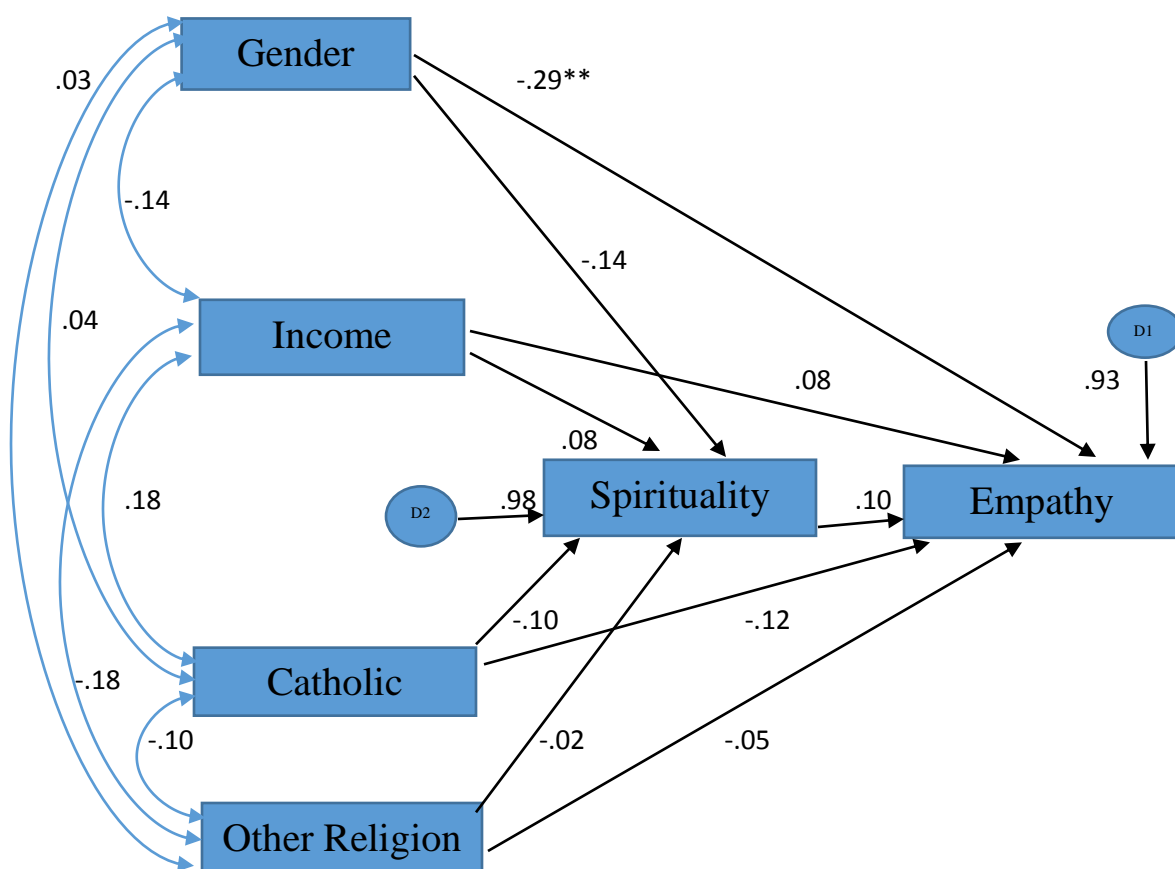 Gender
.03
-.29**
-.14
-.14
.04
Income
D1
.08
.93
.08
Spirituality
Empathy
.18
D2
.98
.10
-.10
-.12
Catholic
-.18
-.10
-.02
-.05
Other Religion